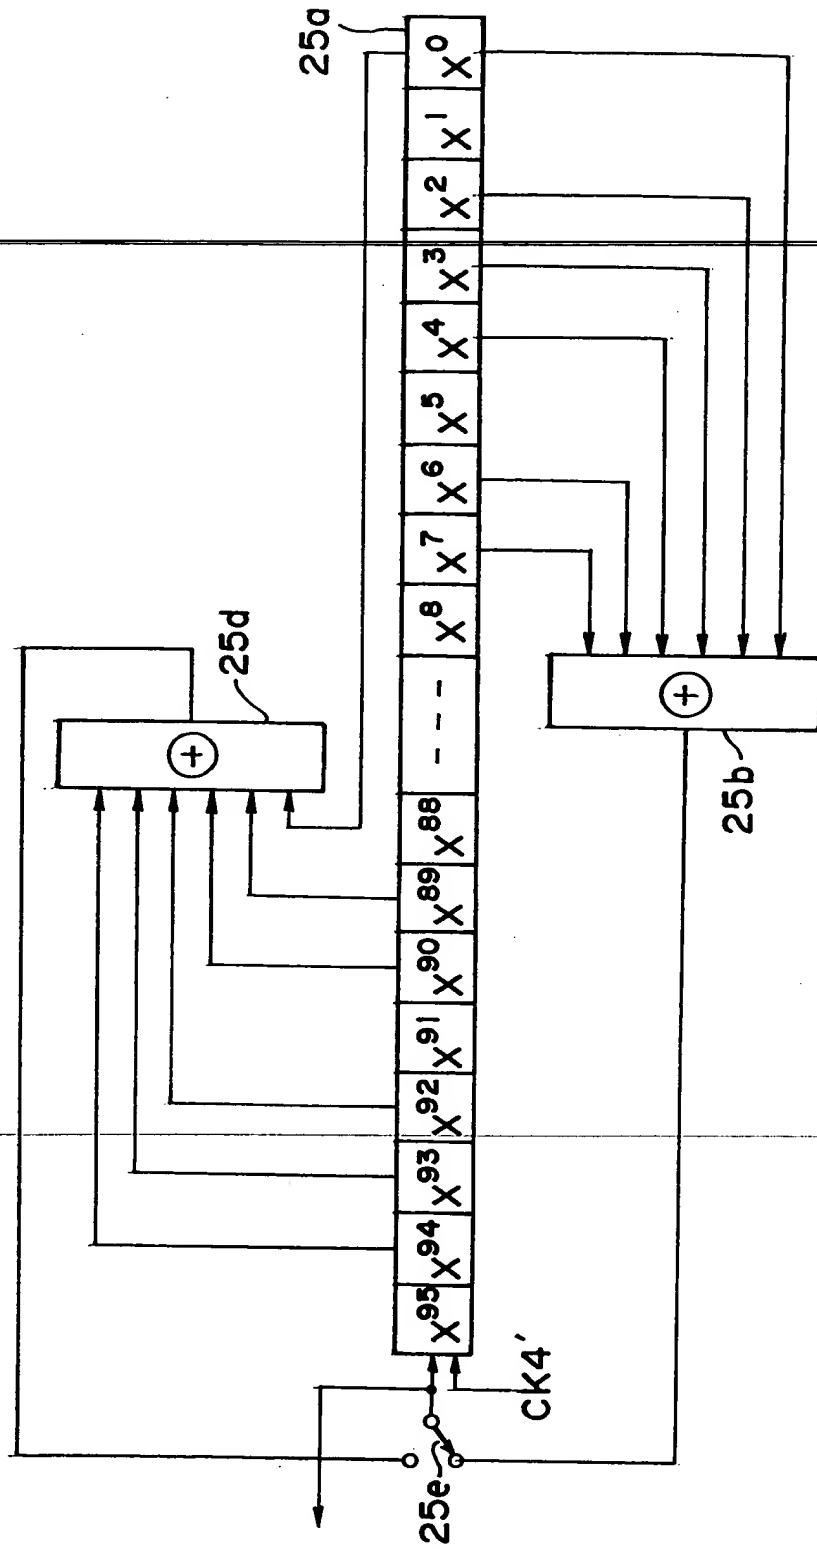 25a
X⁹⁵ X⁹⁴ X⁹³ X⁹² X⁹¹ X⁹⁰ X⁸⁹ X⁸⁸ --- X⁸ X⁷ X⁶ X⁵ X⁴ X³ X² X¹ X⁰
25d
+
25b
+
25e
CK4'